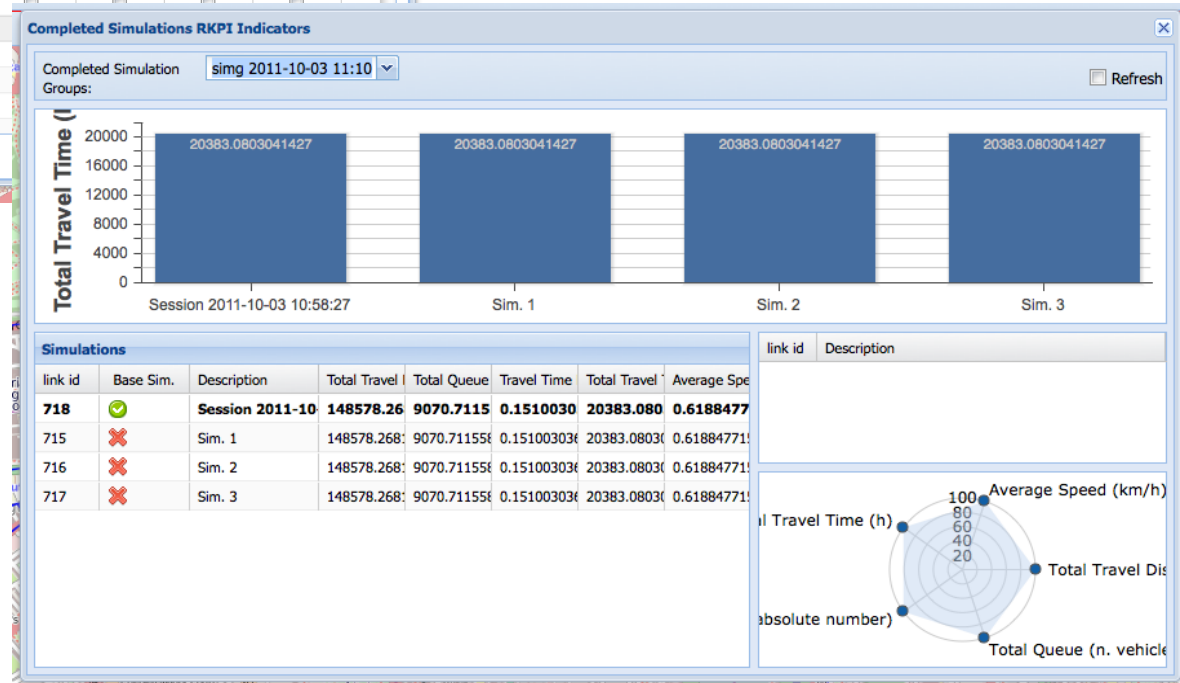 Completed Simulations RKPI Indicators
Completed Simulation Groups:
simg 2011-10-03 11:10
Refresh
Total Travel Time (
20000
16000
12000
8000
4000
0
20383.0803041427 20383.0803041427 20383.0803041427 20383.0803041427
Session 2011-10-03 10:58:27 Sim. 1 Sim. 2 Sim. 3
Simulations
link id Base Sim. Description Total Travel Total Queue Travel Time Total Travel Average Spe
718 Session 2011-10- 148578.26 9070.7115 0.1510030 20383.080 0.6188477
715 Sim. 1 148578.268 9070.711558 0.151003036 20383.0803 0.61884771
716 Sim. 2 148578.268 9070.711558 0.151003036 20383.0803 0.61884771
717 Sim. 3 148578.268 9070.711558 0.151003036 20383.0803 0.61884771
link id Description
100
80
60
40
20
Average Speed (km/h)
l Travel Time (h)
Total Travel Dis
absolute number)
Total Queue (n. vehicle